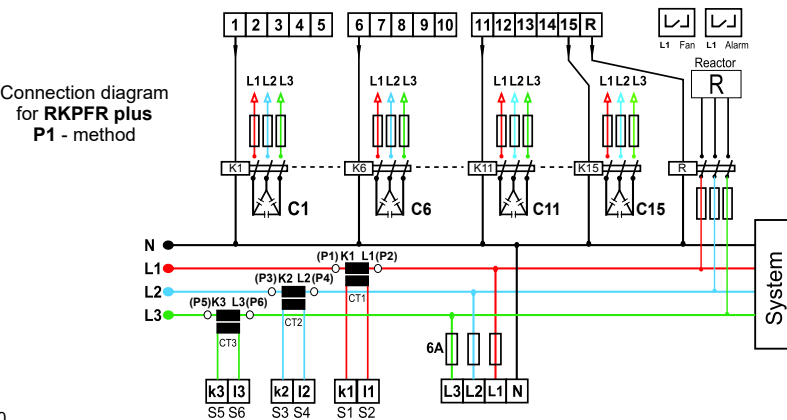 1 2 3 4 5 6 7 8 9 10 11 12 13 14 15 R
L1 Fan L1 Alarm
Reactor
R
Connection diagram
for RKPFR plus
P1 - method
L1 L2 L3 L1 L2 L3 L1 L2 L3 L1 L2 L3
K1 K6 K11 K15 R
C1 C6 C11 C15
N
L1
L2
L3
(P1) K1 L1(P2)
CT1
(P3) K2 L2(P4)
CT2
(P5)K3 L3(P6)
CT3
System
6A
k3 l3 k2 l2 k1 l1 L3 L2 L1 N
S5 S6 S3 S4 S1 S2